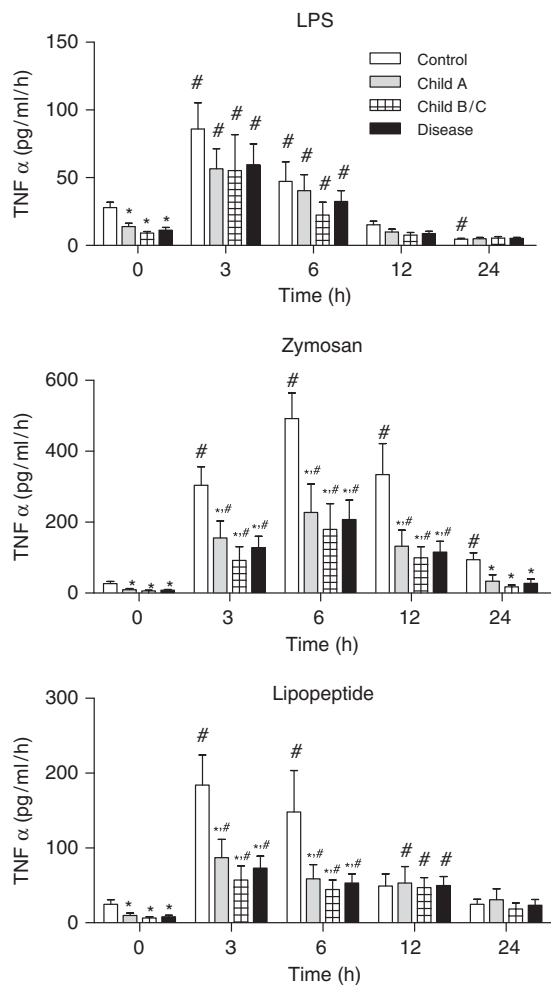 LPS
150
100
50
0
TNF α (pg/ml/h)
Control
Child A
Child B/C
Disease
# # # #
# # # #
* * *
#
0 3 6 12 24
Time (h)
Zymosan
600
400
200
0
TNF α (pg/ml/h)
#
#
#
*,# *,# *,#
*,# *,# *,#
*,# *,# *,#
#
* * *
* * *
0 3 6 12 24
Time (h)
Lipopeptide
300
200
100
0
TNF α (pg/ml/h)
#
#
*,# *,# *,#
*,# *,# *,#
# # #
* * *
0 3 6 12 24
Time (h)